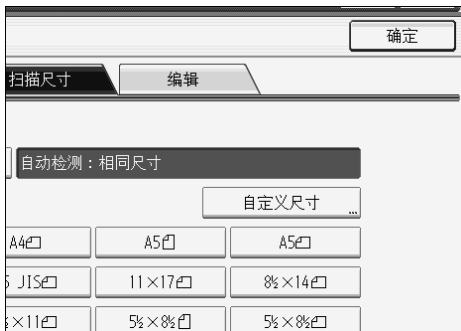 确定
扫描尺寸 编辑
自动检测：相同尺寸
自定义尺寸 ...
A4 A5 A5
JIS 11×17 8½×14
×11 5½×8½ 5½×8½